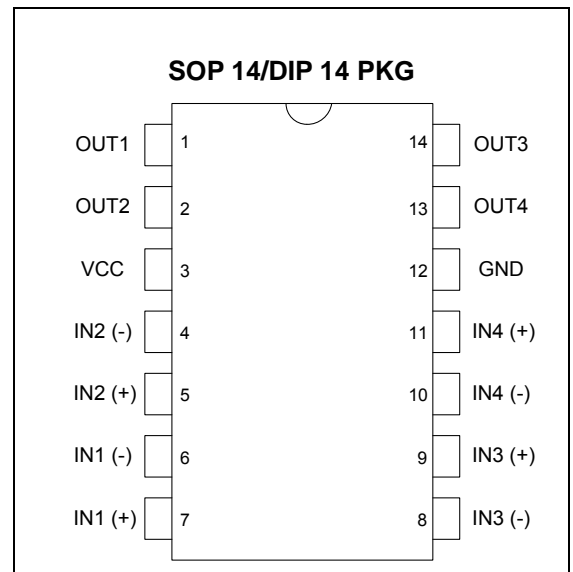 SOP 14/DIP 14 PKG
OUT1 1 14 OUT3
OUT2 2 13 OUT4
VCC 3 12 GND
IN2 (-) 4 11 IN4 (+)
IN2 (+) 5 10 IN4 (-)
IN1 (-) 6 9 IN3 (+)
IN1 (+) 7 8 IN3 (-)